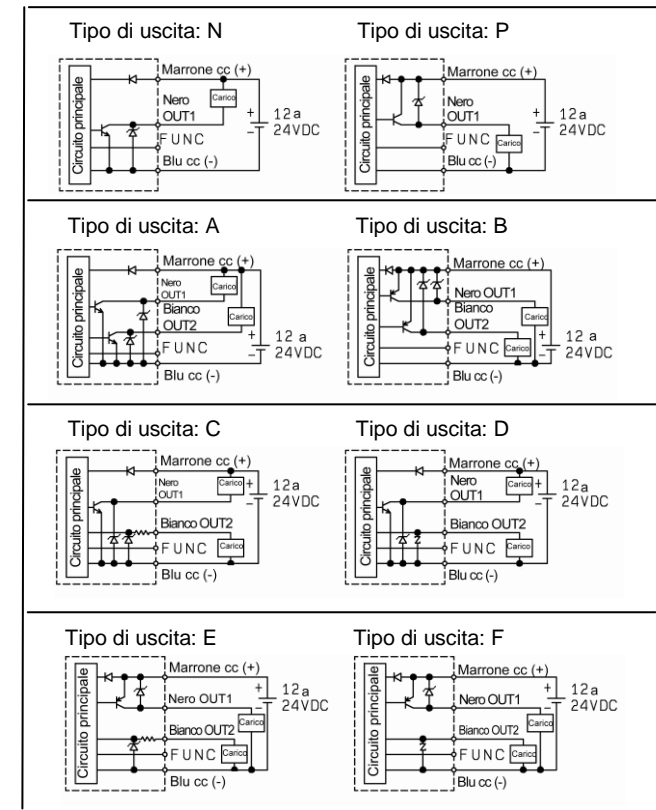 Tipo di uscita: N
Circuito principale
Marrone cc (+)
Nero
OUT1
Carico
FUNC
Blu cc (-)
+
−
12 a
24VDC
Tipo di uscita: P
Circuito principale
Marrone cc (+)
Nero
OUT1
FUNC
Carico
Blu cc (-)
+
−
12 a
24VDC
Tipo di uscita: A
Circuito principale
Marrone cc (+)
Nero
OUT1
Carico
Bianco
OUT2
Carico
FUNC
Blu cc (-)
+
−
12 a
24VDC
Tipo di uscita: B
Circuito principale
Marrone cc (+)
Nero OUT1
Bianco
OUT2
Carico
FUNC
Carico
Blu cc (-)
+
−
12 a
24VDC
Tipo di uscita: C
Circuito principale
Marrone cc (+)
Nero
OUT1
Carico
Bianco OUT2
FUNC
Carico
Blu cc (-)
+
−
12a
24VDC
Tipo di uscita: D
Circuito principale
Marrone cc (+)
Nero
OUT1
Carico
Bianco OUT2
FUNC
Carico
Blu cc (-)
+
−
12a
24VDC
Tipo di uscita: E
Circuito principale
Marrone cc (+)
Nero OUT1
Carico
Bianco OUT2
FUNC
Carico
Blu cc (-)
+
−
12a
24VDC
Tipo di uscita: F
Circuito principale
Marrone cc (+)
Nero OUT1
Carico
Bianco OUT2
FUNC
Carico
Blu cc (-)
+
−
12a
24VDC